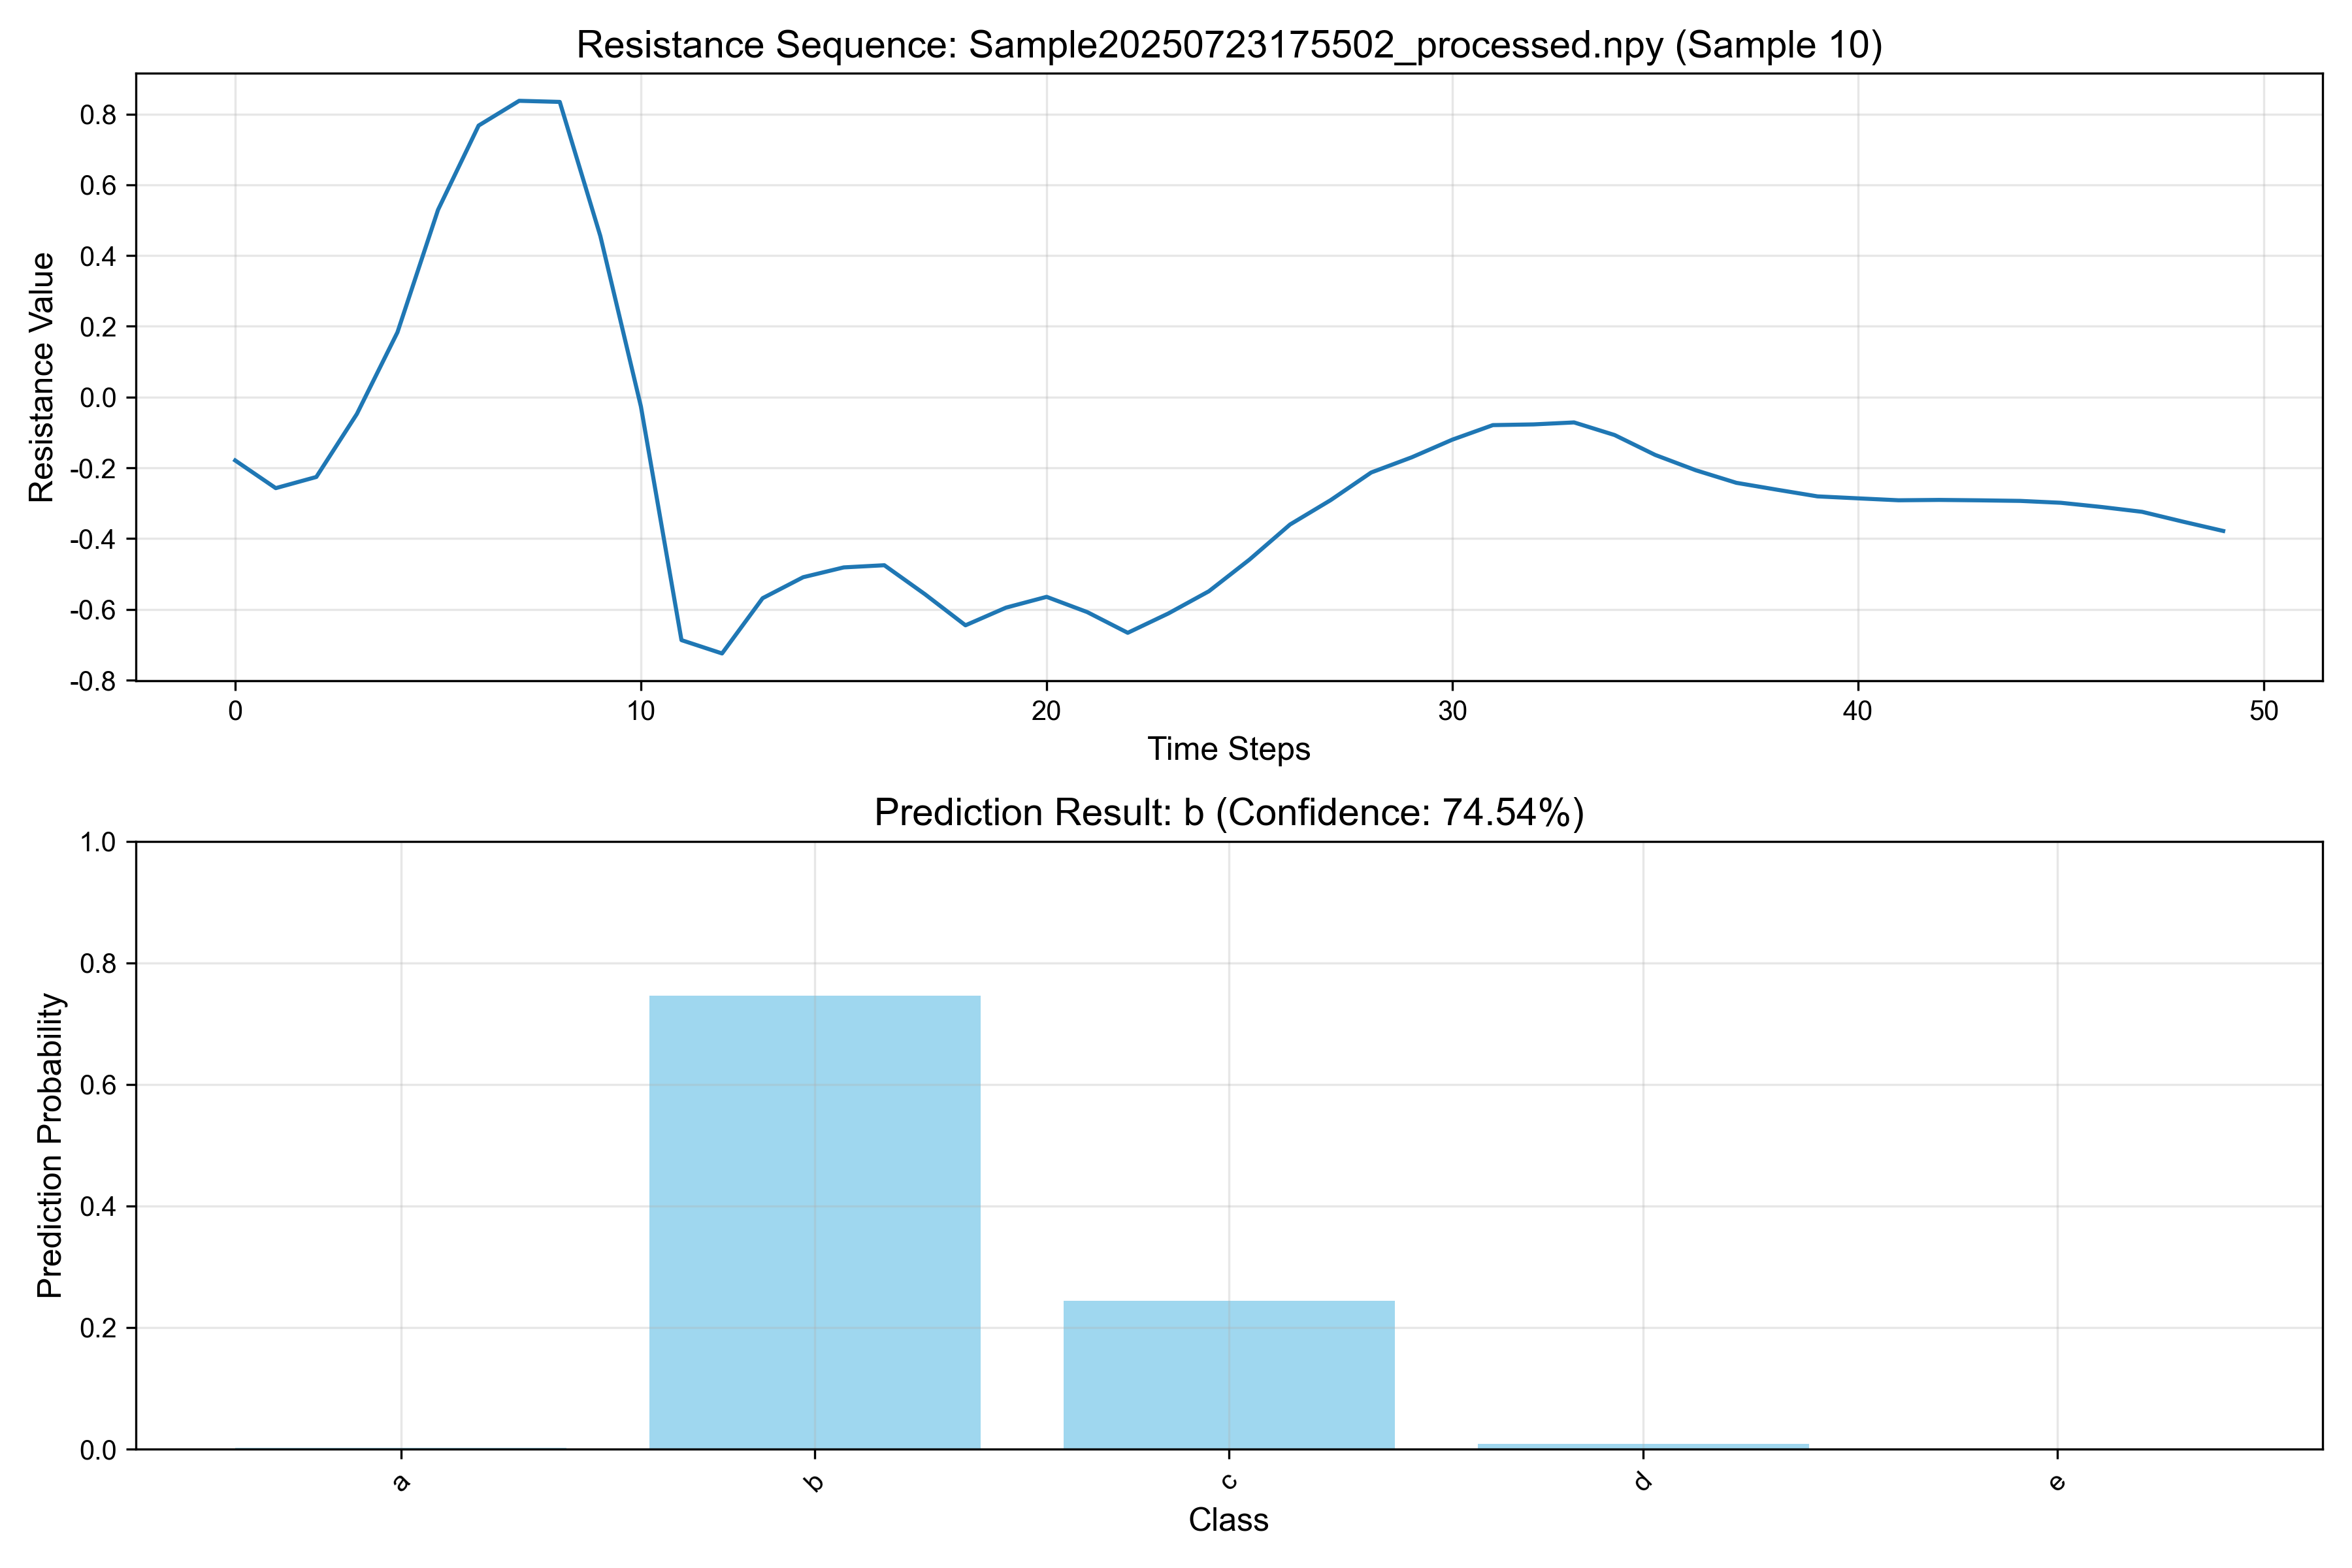 Resistance Sequence: Sample20250723175502_processed.npy (Sample 10)
Resistance Value
0.8
0.6
0.4
0.2
0.0
-0.2
-0.4
-0.6
-0.8
0 10 20 30 40 50
Time Steps
Prediction Result: b (Confidence: 74.54%)
Prediction Probability
1.0
0.8
0.6
0.4
0.2
0.0
a b c d e
Class